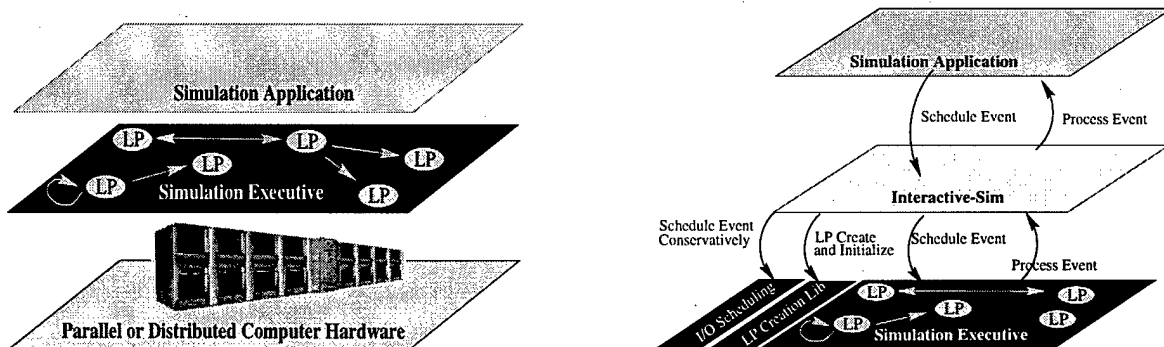 Simulation Application
LP
LP
LP
LP
LP
LP
Simulation Executive
Parallel or Distributed Computer Hardware
Simulation Application
Schedule Event
Process Event
Interactive-Sim
Schedule Event
Conservatively
LP Create
and Initialize
Schedule Event
Process Event
I/O Scheduling
LP Creation Lib
LP
LP
LP
LP
LP
Simulation Executive